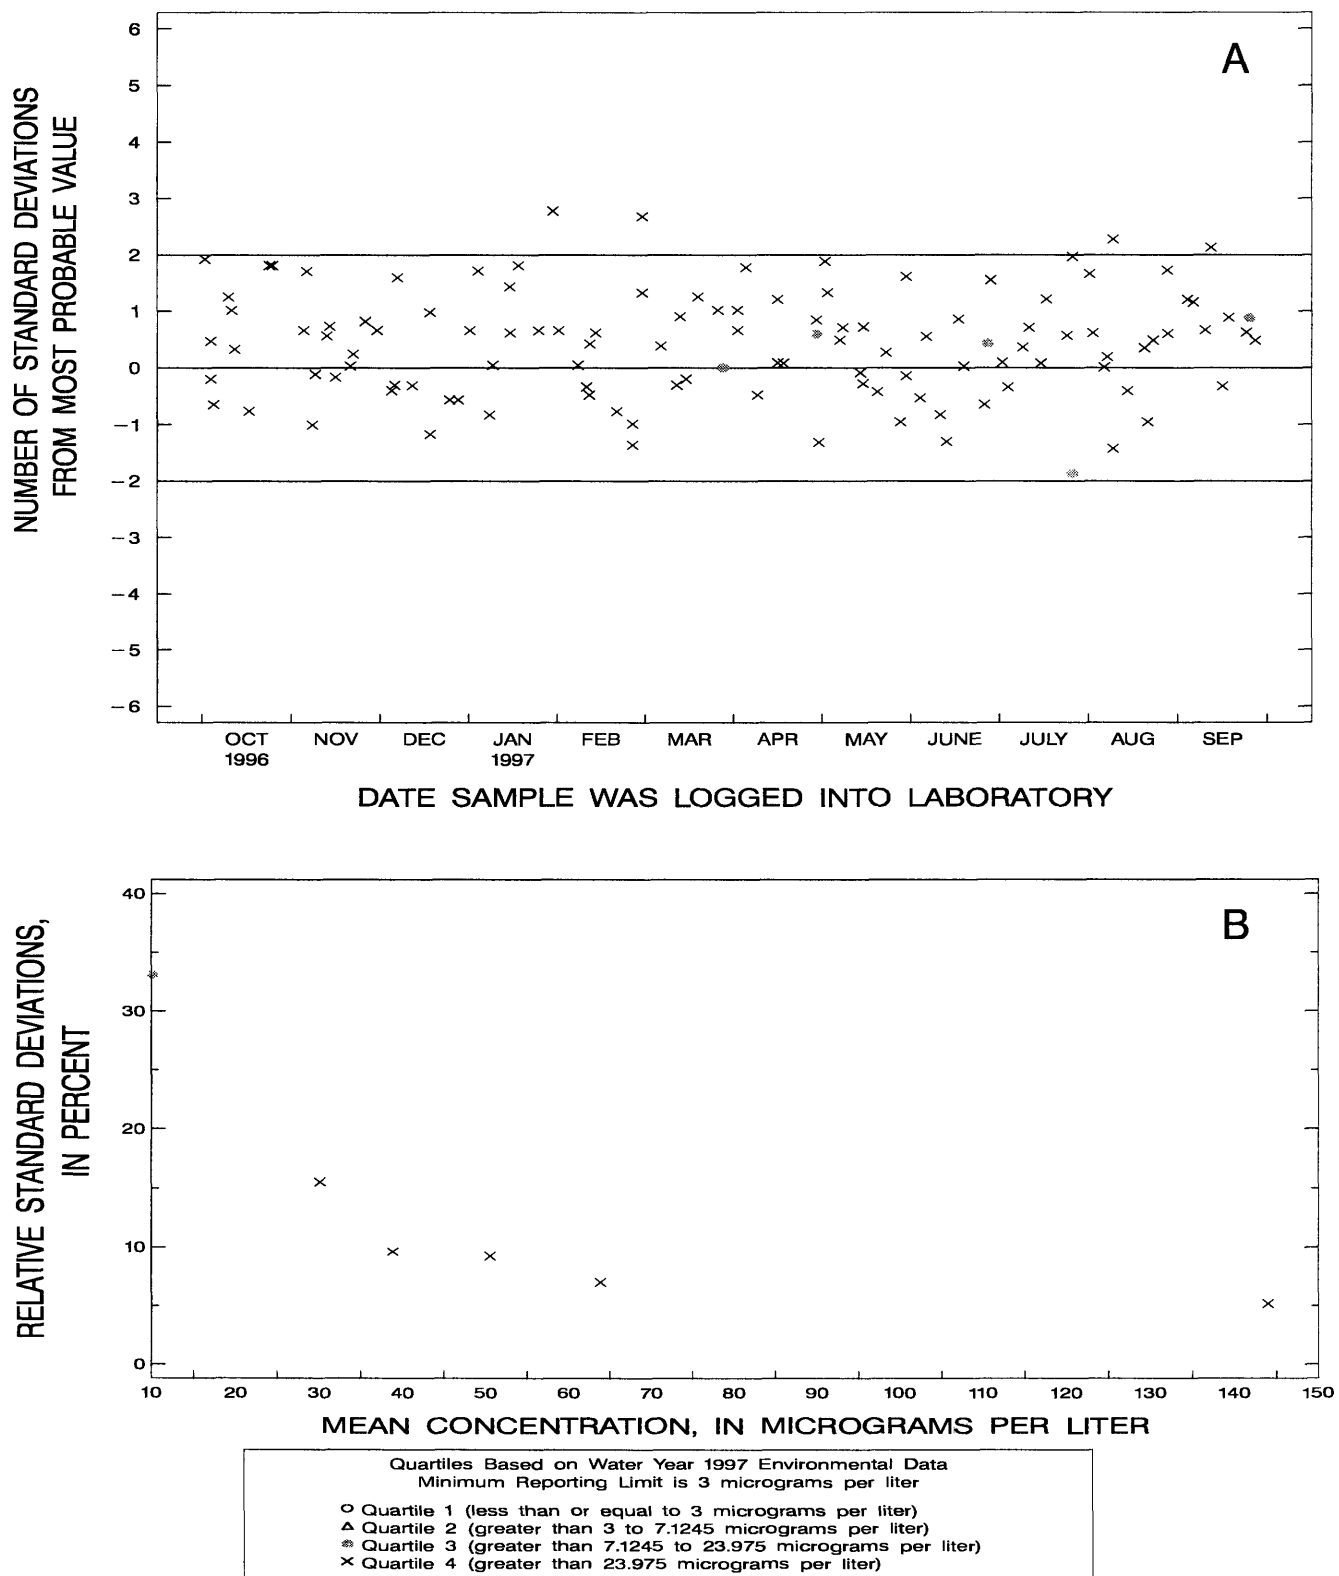 A
NUMBER OF STANDARD DEVIATIONS
FROM MOST PROBABLE VALUE
6
5
4
3
2
1
0
−1
−2
−3
−4
−5
−6
OCT NOV DEC JAN FEB MAR APR MAY JUNE JULY AUG SEP
1996 1997
DATE SAMPLE WAS LOGGED INTO LABORATORY
B
RELATIVE STANDARD DEVIATIONS,
IN PERCENT
40
30
20
10
0
10 20 30 40 50 60 70 80 90 100 110 120 130 140 150
MEAN CONCENTRATION, IN MICROGRAMS PER LITER
Quartiles Based on Water Year 1997 Environmental Data
Minimum Reporting Limit is 3 micrograms per liter
Quartile 1 (less than or equal to 3 micrograms per liter)
Quartile 2 (greater than 3 to 7.1245 micrograms per liter)
Quartile 3 (greater than 7.1245 to 23.975 micrograms per liter)
Quartile 4 (greater than 23.975 micrograms per liter)